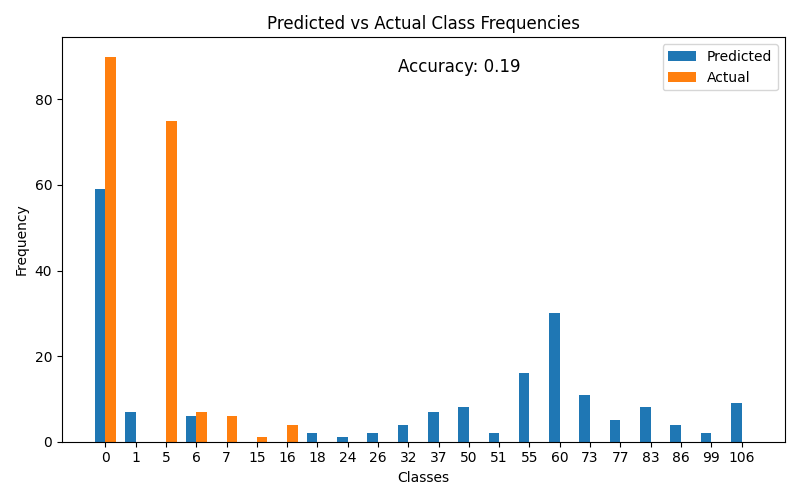 Predicted vs Actual Class Frequencies
Accuracy: 0.19
Predicted
Actual
80
60
40
20
0
Frequency
0 1 5 6 7 15 16 18 24 26 32 37 50 51 55 60 73 77 83 86 99 106
Classes